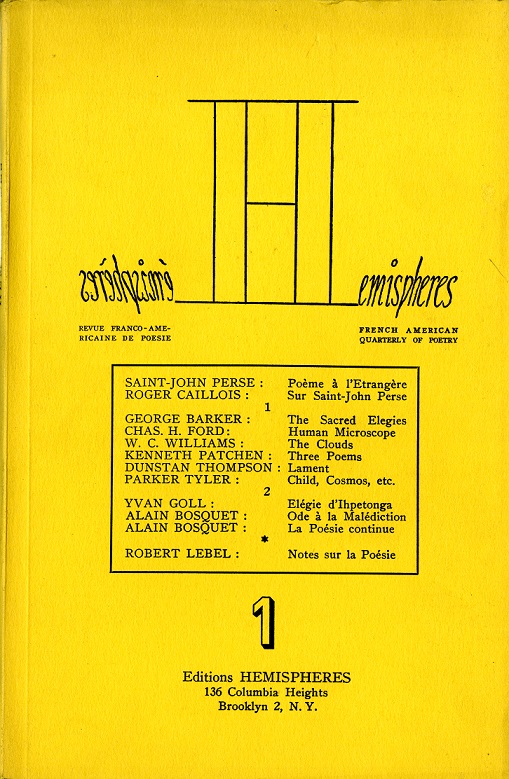 Hémisphères
Hemispheres
REVUE FRANCO-AME-
RICAINE DE POESIE
FRENCH AMERICAN
QUARTERLY OF POETRY
SAINT-JOHN PERSE : Poème à l'Etrangère
ROGER CAILLOIS : Sur Saint-John Perse
1
GEORGE BARKER : The Sacred Elegies
CHAS. H. FORD : Human Microscope
W. C. WILLIAMS : The Clouds
KENNETH PATCHEN : Three Poems
DUNSTAN THOMPSON : Lament
PARKER TYLER : Child, Cosmos, etc.
2
YVAN GOLL : Elégie d'Ihpetonga
ALAIN BOSQUET : Ode à la Malédiction
ALAIN BOSQUET : La Poésie continue
*
ROBERT LEBEL : Notes sur la Poésie
1
Editions HEMISPHERES
136 Columbia Heights
Brooklyn 2, N. Y.